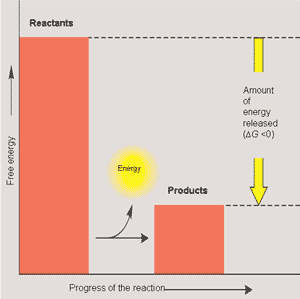 Reactants
Free energy
Energy
Products
Amount
of
energy
released
(ΔG <0)
Progress of the reaction